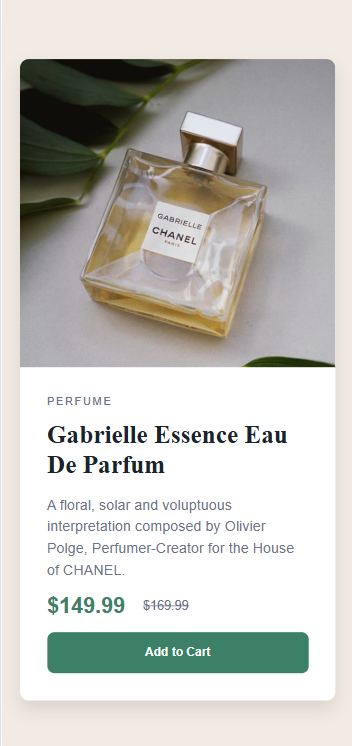 GABRIELLE
CHANEL
PARIS
PERFUME
Gabrielle Essence Eau
De Parfum
A floral, solar and voluptuous
interpretation composed by Olivier
Polge, Perfumer-Creator for the House
of CHANEL.
$149.99 $169.99
Add to Cart